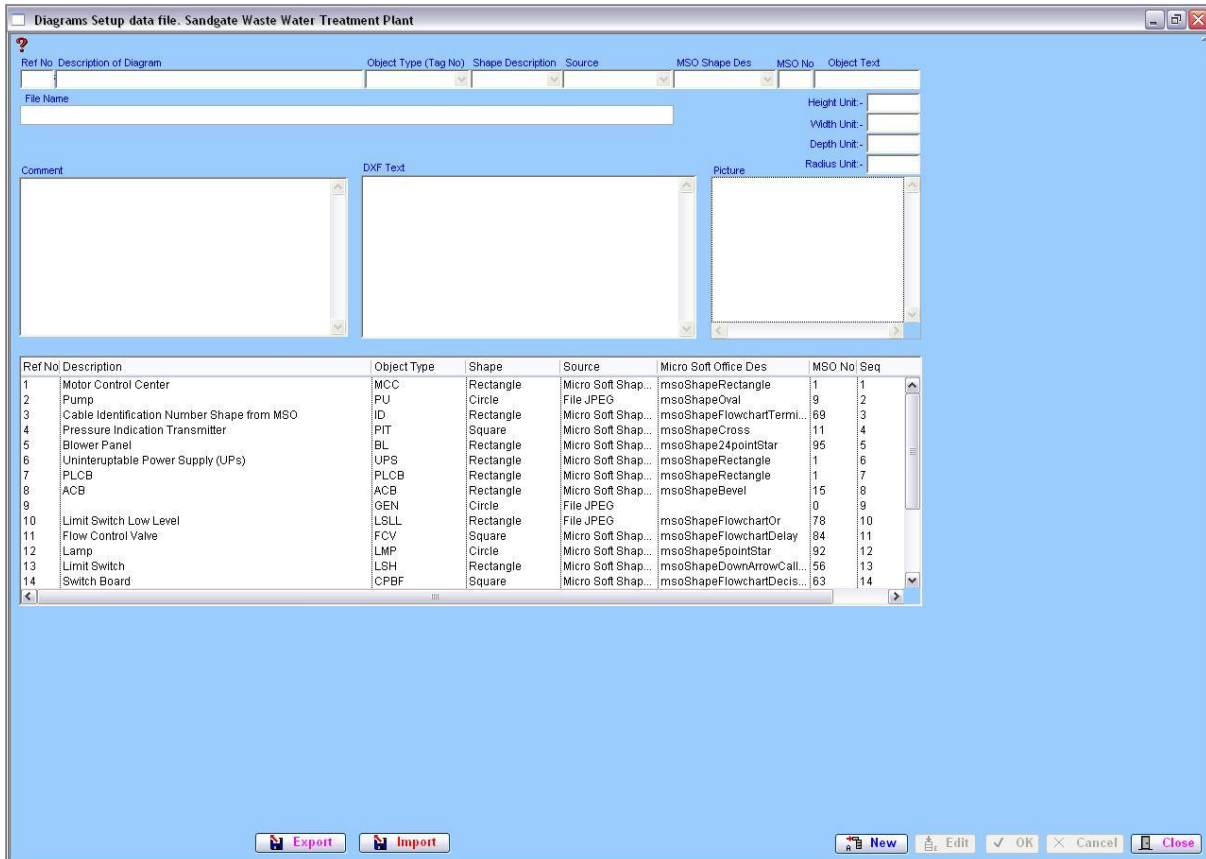 Diagrams Setup data file. Sandgate Waste Water Treatment Plant
?
Ref No Description of Diagram Object Type (Tag No) Shape Description Source MSO Shape Des MSO No Object Text
File Name
Height Unit:-
Width Unit:-
Depth Unit:-
Radius Unit:-
Comment DXF Text Picture
Ref No Description Object Type Shape Source Micro Soft Office Des MSO No Seq
1 Motor Control Center MCC Rectangle Micro Soft Shap... msoShapeRectangle 1 1
2 Pump PU Circle File JPEG msoShapeOval 9 2
3 Cable Identification Number Shape from MSO ID Rectangle Micro Soft Shap... msoShapeFlowchartTermi... 69 3
4 Pressure Indication Transmitter PIT Square Micro Soft Shap... msoShapeCross 11 4
5 Blower Panel BL Rectangle Micro Soft Shap... msoShape24pointStar 95 5
6 Uninteruptable Power Supply (UPs) UPS Rectangle Micro Soft Shap... msoShapeRectangle 1 6
7 PLCB PLCB Rectangle Micro Soft Shap... msoShapeRectangle 1 7
8 ACB ACB Rectangle Micro Soft Shap... msoShapeBevel 15 8
9 GEN Circle File JPEG 0 9
10 Limit Switch Low Level LSLL Rectangle File JPEG msoShapeFlowchartOr 78 10
11 Flow Control Valve FCV Square Micro Soft Shap... msoShapeFlowchartDelay 84 11
12 Lamp LMP Circle Micro Soft Shap... msoShape5pointStar 92 12
13 Limit Switch LSH Rectangle Micro Soft Shap... msoShapeDownArrowCall... 56 13
14 Switch Board CPBF Square Micro Soft Shap... msoShapeFlowchartDecis... 63 14
Export Import New Edit OK Cancel Close